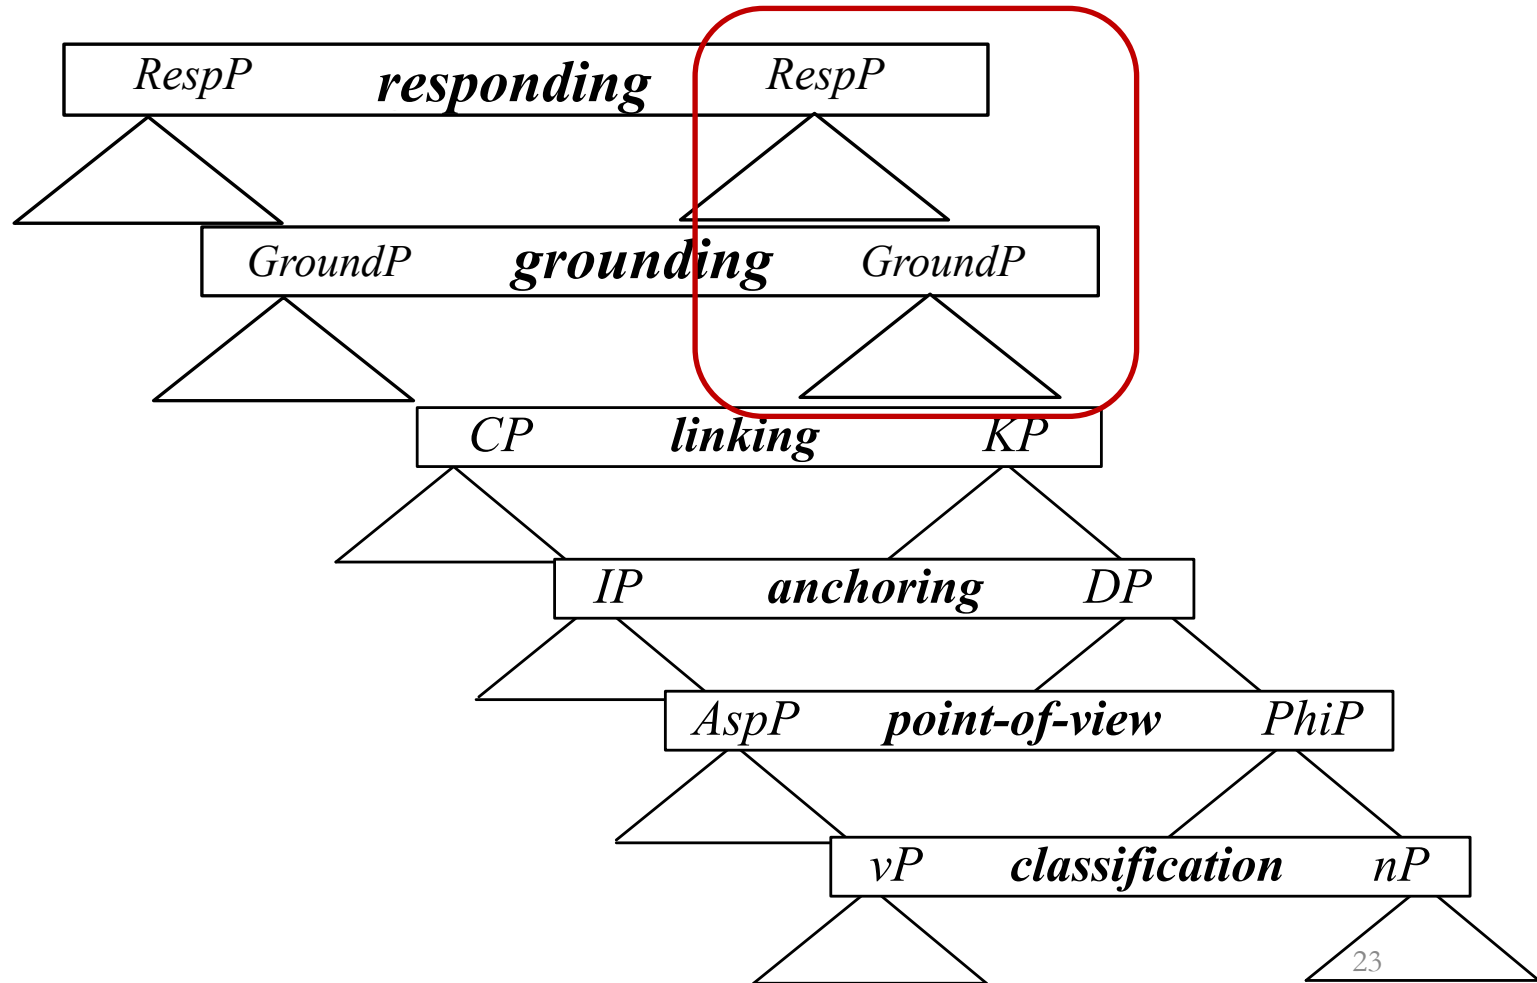 RespP responding RespP
GroundP grounding GroundP
CP linking KP
IP anchoring DP
AspP point-of-view PhiP
vP classification nP
23